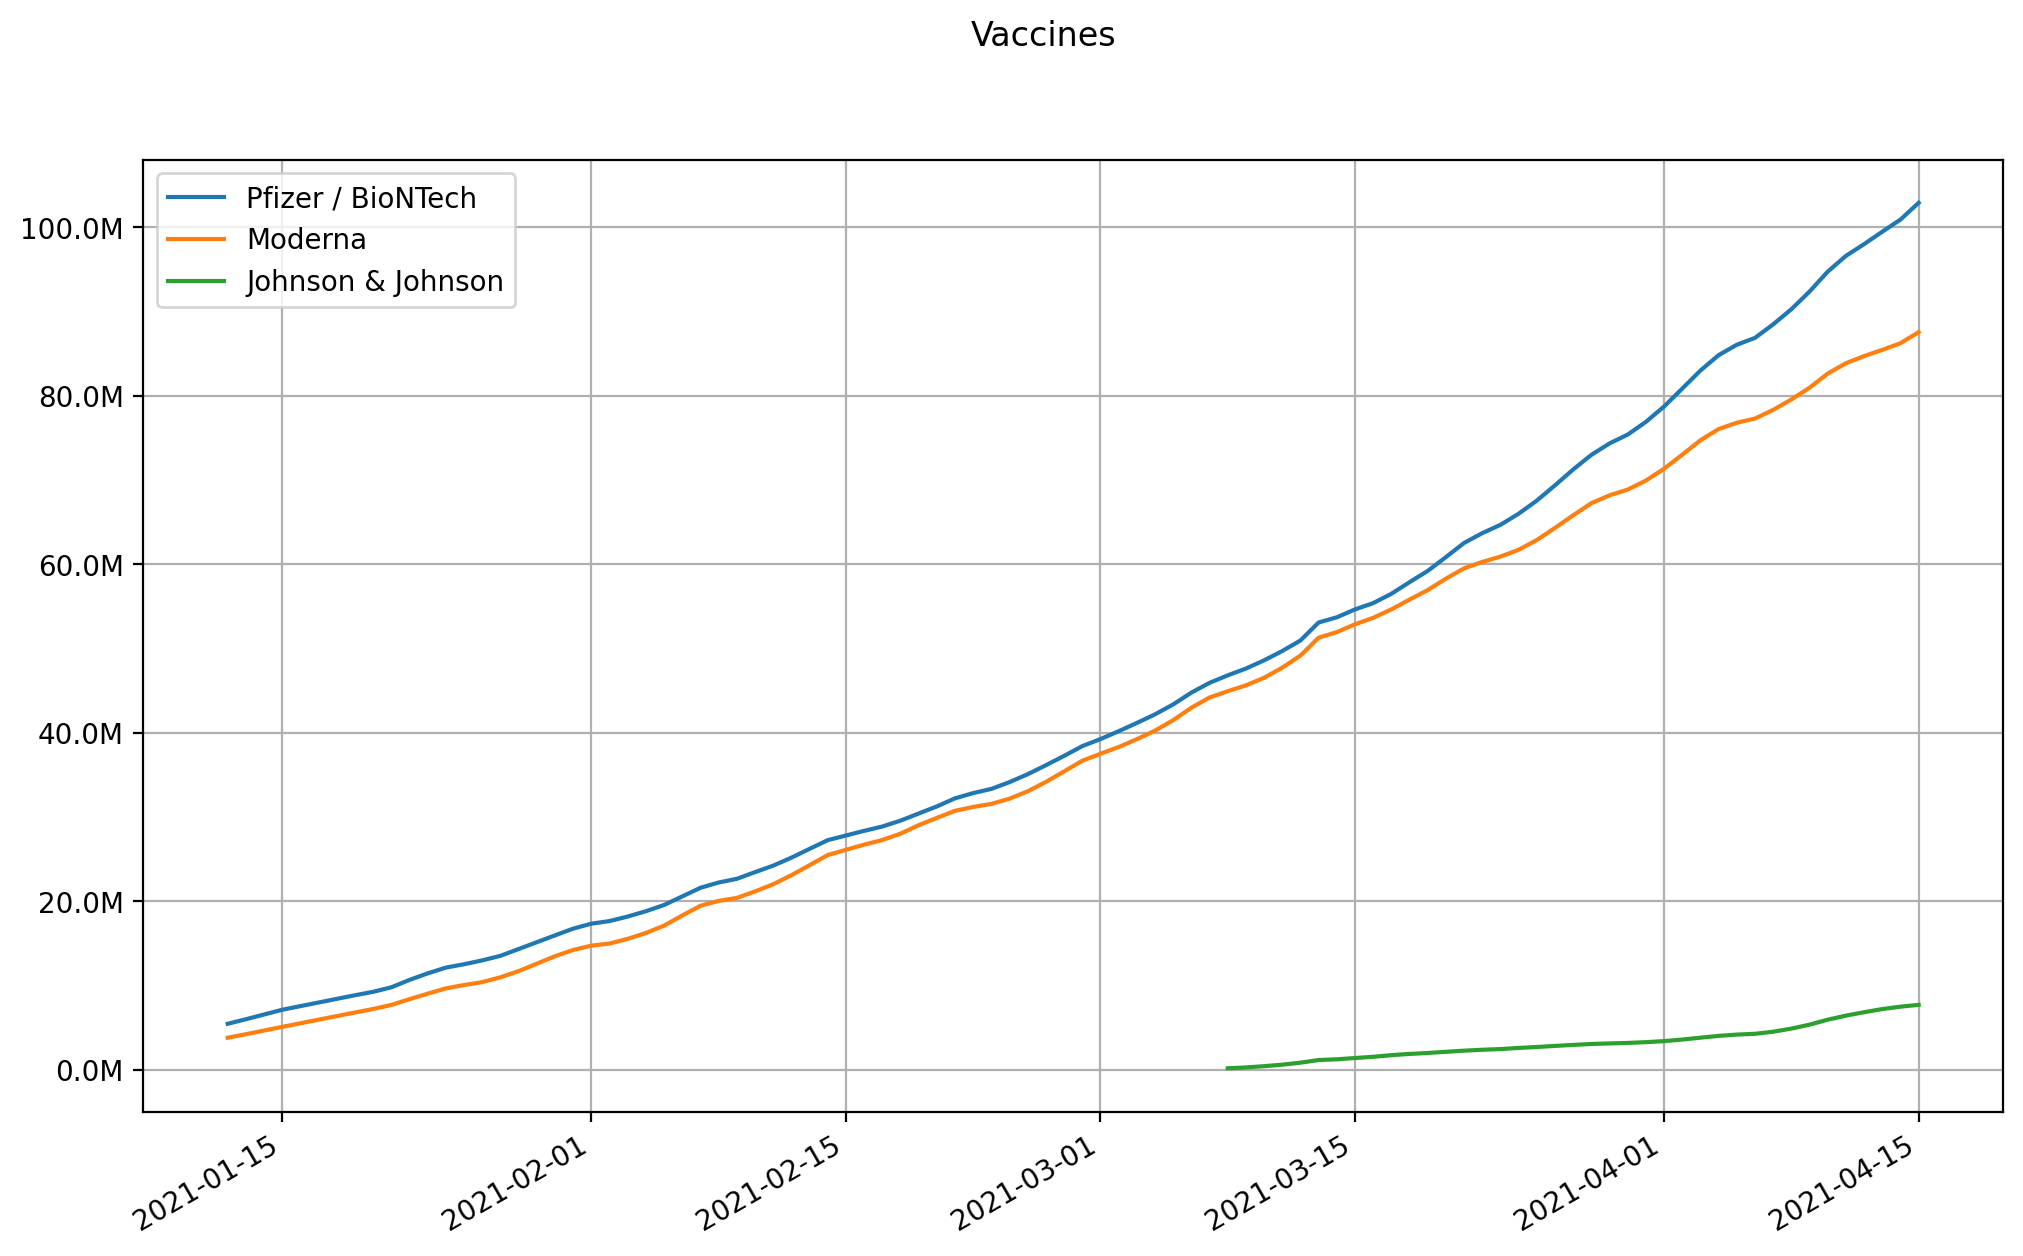 Vaccines
Pfizer / BioNTech
Moderna
Johnson & Johnson
100.0M
80.0M
60.0M
40.0M
20.0M
0.0M
2021-01-15
2021-02-01
2021-02-15
2021-03-01
2021-03-15
2021-04-01
2021-04-15